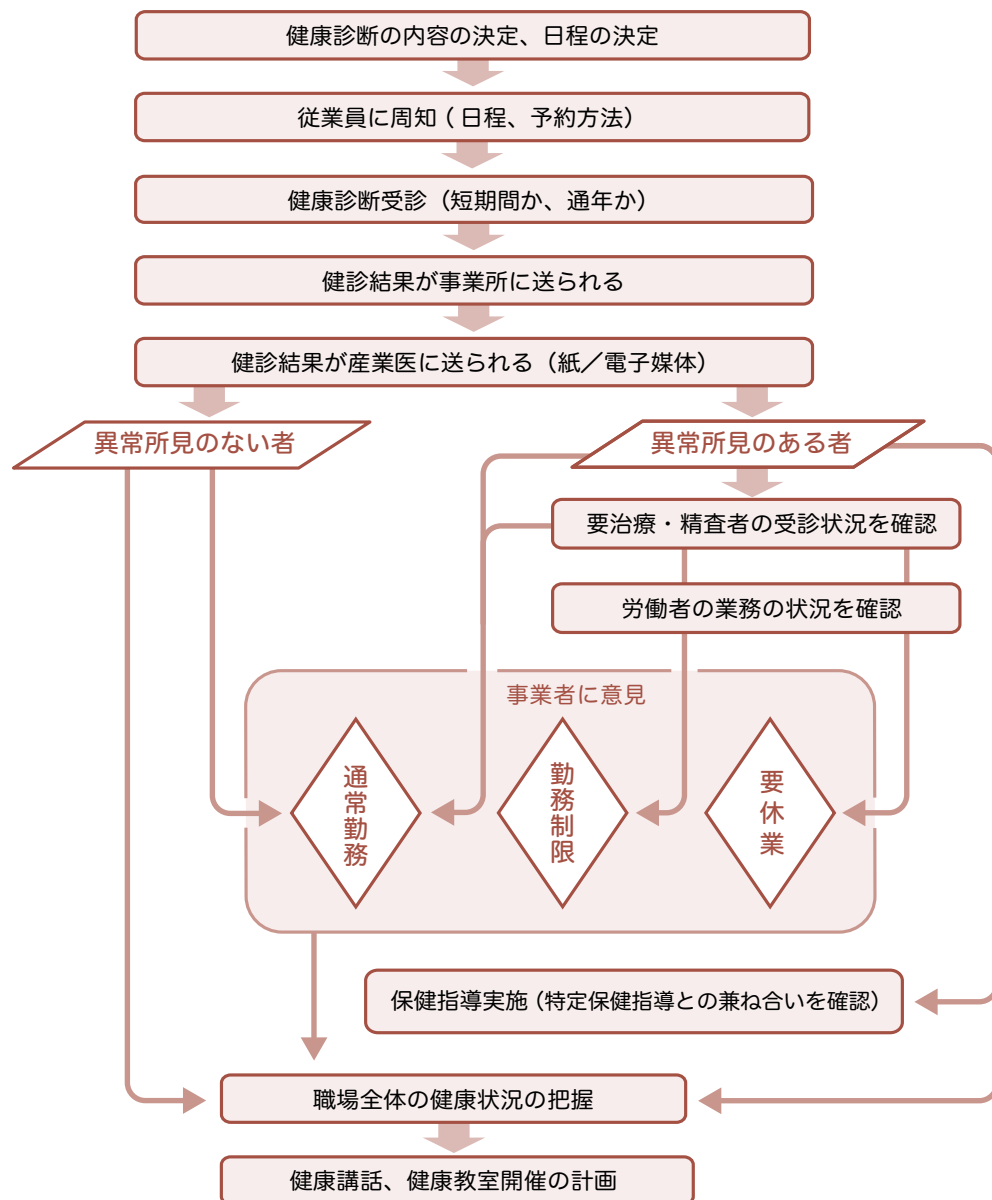 健康診断の内容の決定、日程の決定
従業員に周知（日程、予約方法）
健康診断受診（短期間か、通年か）
健診結果が事業所に送られる
健診結果が産業医に送られる（紙／電子媒体）
異常所見のない者
異常所見のある者
要治療・精査者の受診状況を確認
労働者の業務の状況を確認
事業者に意見
通常勤務
勤務制限
要休業
保健指導実施（特定保健指導との兼ね合いを確認）
職場全体の健康状況の把握
健康講話、健康教室開催の計画